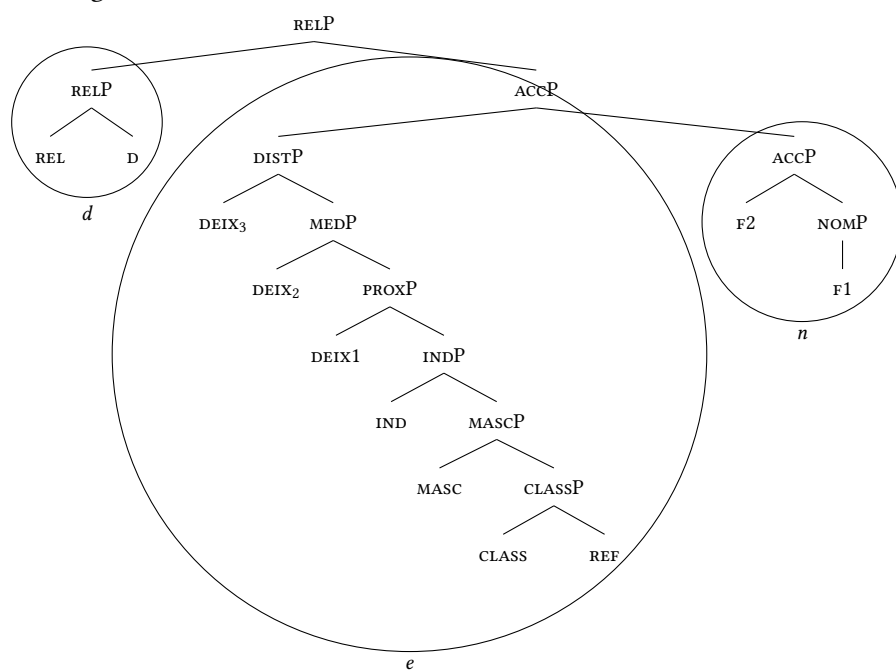 RELP
RELP ACCP
REL D DISTP ACCP
d DEIX₃ MEDP F2 NOMP
DEIX₂ PROXP F1
DEIX1 INDP n
IND MASCP
MASC CLASSP
CLASS REF
e